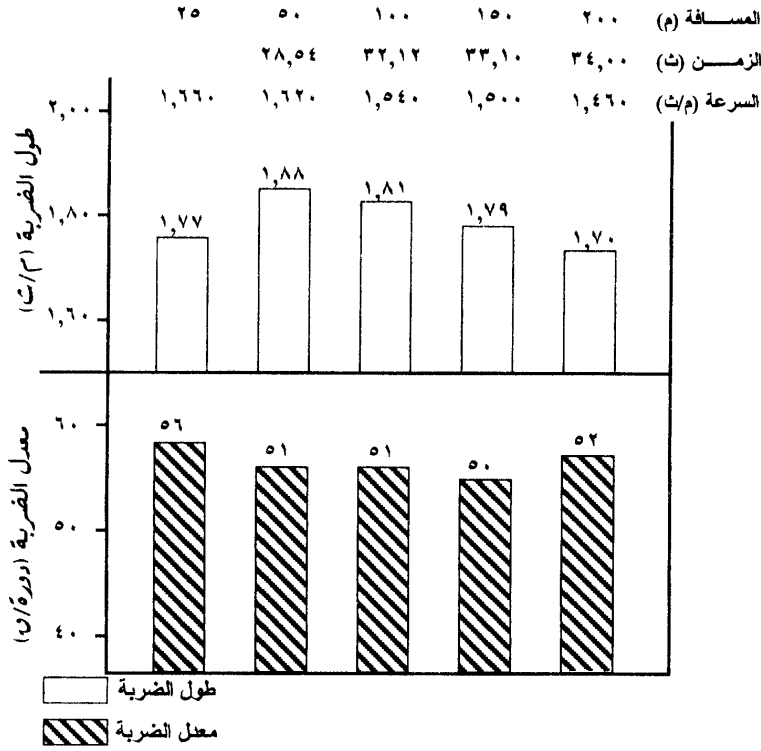 المســـافة (م) ٢٥ ٥٠ ١٠٠ ١٥٠ ٢٠٠
الزمــــن (ث) ٢٨,٥٤ ٣٢,١٢ ٣٣,١٠ ٣٤,٠٠
السرعة (م/ث) ١,٦٦٠ ١,٦٢٠ ١,٥٤٠ ١,٥٠٠ ١,٤٦٠
طول الضربة (م/ث)
٢,٠٠
١,٨٠
١,٦٠
١,٧٧ ١,٨٨ ١,٨١ ١,٧٩ ١,٧٠
معدل الضربة (دورة/ق)
٦٠
٥٠
٤٠
٥٦ ٥١ ٥١ ٥٠ ٥٢
طول الضربة
معدل الضربة